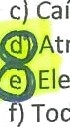 c) Caí
d) Atr
e) Ele
f) Tod